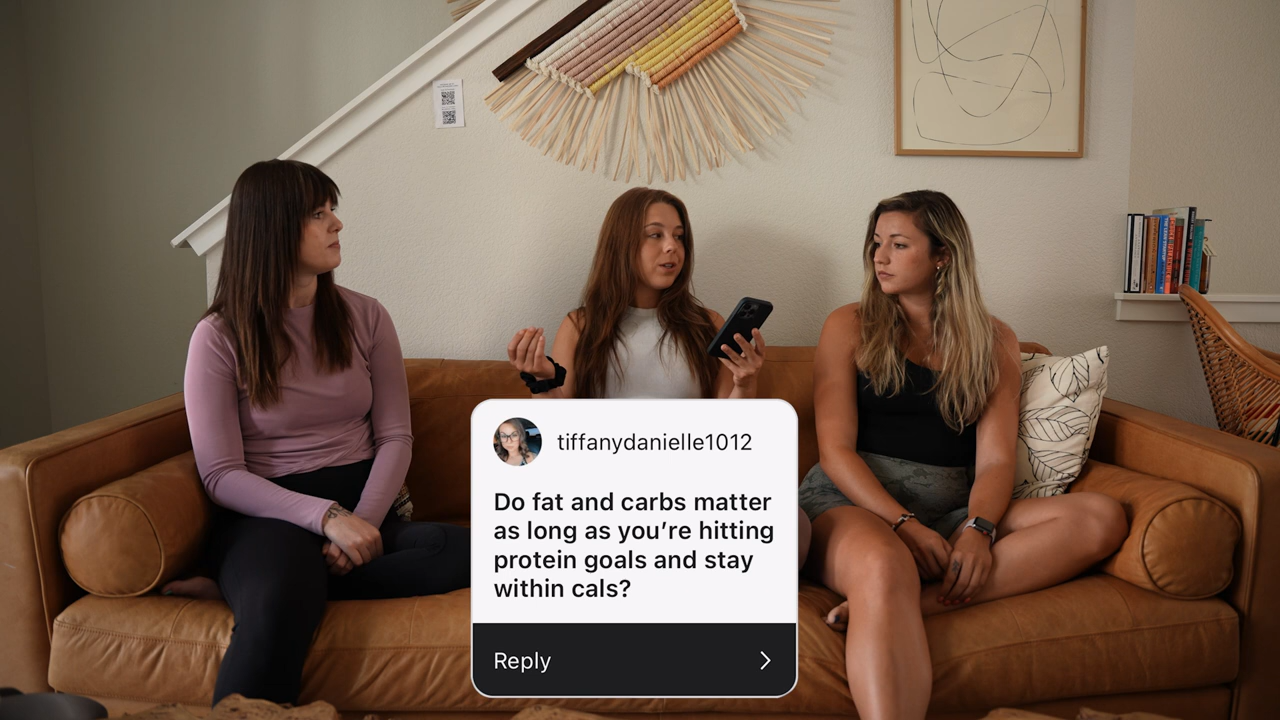 tiffanydanielle1012
Do fat and carbs matter
as long as you’re hitting
protein goals and stay
within cals?
Reply